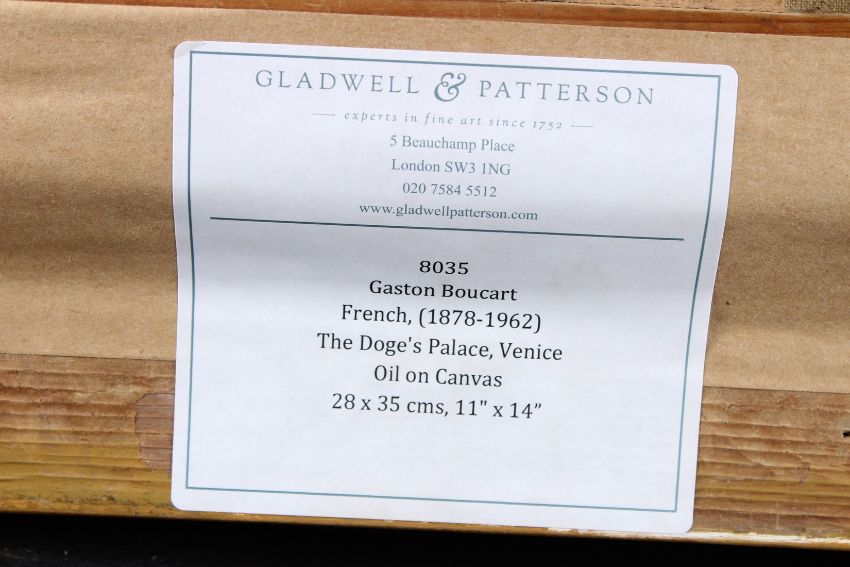 GLADWELL & PATTERSON
experts in fine art since 1752
5 Beauchamp Place
London SW3 1NG
020 7584 5512
www.gladwellpatterson.com
8035
Gaston Boucart
French, (1878-1962)
The Doge's Palace, Venice
Oil on Canvas
28 x 35 cms, 11" x 14”